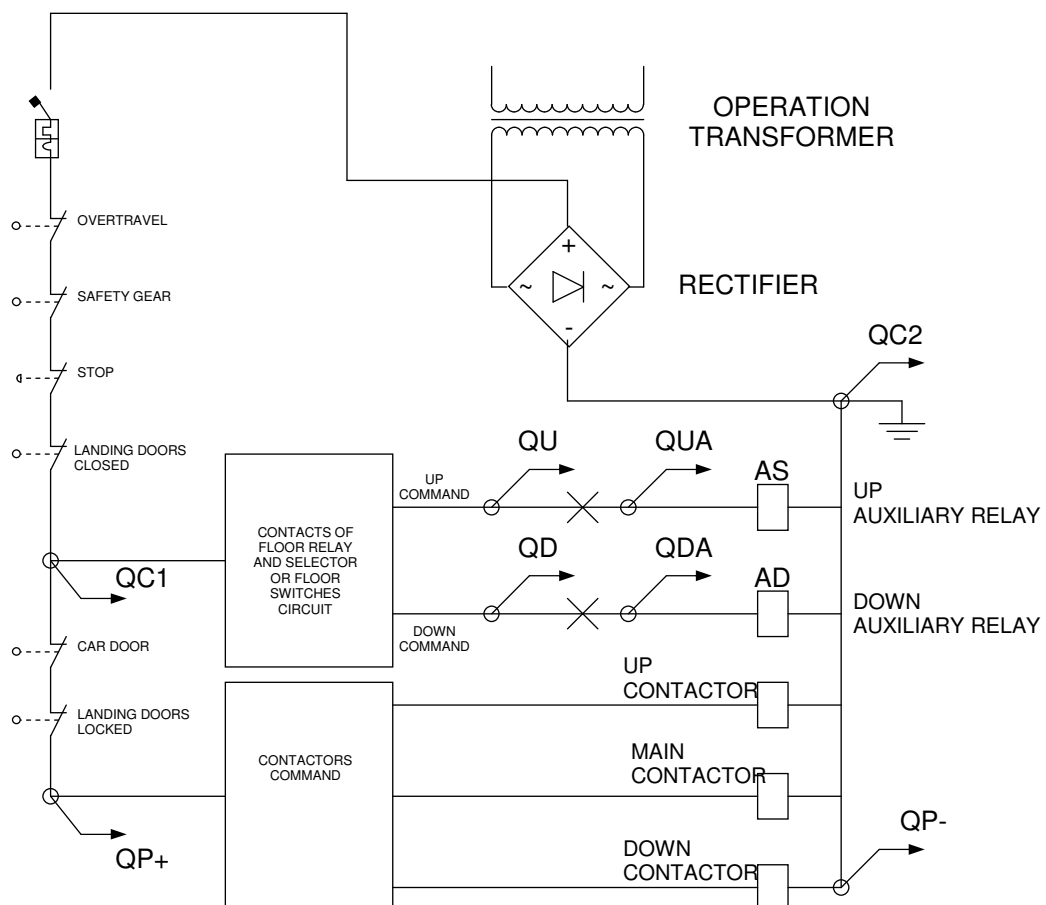 OPERATION
TRANSFORMER
OVERTRAVEL
+
~
~
-
RECTIFIER
SAFETY GEAR
QC2
STOP
LANDING DOORS
CLOSED
QU
QUA
AS
UP
COMMAND
UP
AUXILIARY RELAY
CONTACTS OF
FLOOR RELAY
AND SELECTOR
OR FLOOR
SWITCHES
CIRCUIT
QC1
QD
QDA
AD
DOWN
COMMAND
DOWN
AUXILIARY RELAY
CAR DOOR
UP
CONTACTOR
LANDING DOORS
LOCKED
CONTACTORS
COMMAND
MAIN
CONTACTOR
QP+
DOWN
CONTACTOR
QP-